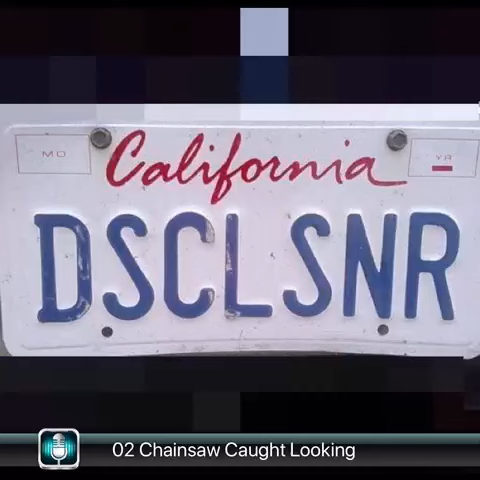 California
MO
YR
DSCLSNR
02 Chainsaw Caught Looking